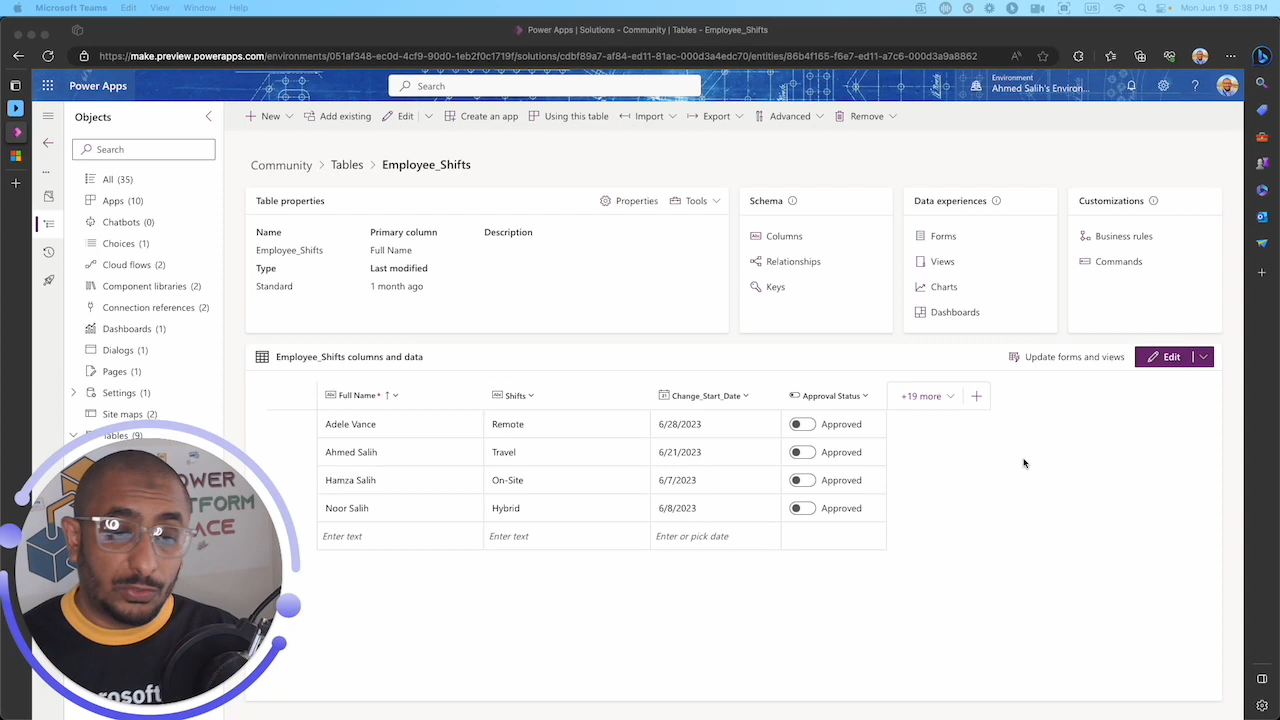 Microsoft Teams Edit View Window Help
US Mon Jun 19 5:38 PM
Power Apps | Solutions - Community | Tables - Employee_Shifts
https://make.preview.powerapps.com/environments/051af348-ec0d-4cf9-90d0-1eb2f0c1719f/solutions/cdbf89a7-af84-ed11-81ac-000d3a4edc70/entities/86b4f165-f6e7-ed11-a7c6-000d3a9a8862
Power Apps
Search
Environment
Ahmed Salih's Environ...
Objects
New
Add existing
Edit
Create an app
Using this table
Import
Export
Advanced
Remove
Search
All (35)
Apps (10)
Chatbots (0)
Choices (1)
Cloud flows (2)
Component libraries (2)
Connection references (2)
Dashboards (1)
Dialogs (1)
Pages (1)
Settings (1)
Site maps (2)
Tables (9)
Community > Tables > Employee_Shifts
Table properties
Properties
Tools
Name Primary column Description
Employee_Shifts Full Name
Type Last modified
Standard 1 month ago
Schema
Columns
Relationships
Keys
Data experiences
Forms
Views
Charts
Dashboards
Customizations
Business rules
Commands
Employee_Shifts columns and data
Update forms and views
Edit
Full Name * Shifts Change_Start_Date Approval Status +19 more
Adele Vance Remote 6/28/2023 Approved
Ahmed Salih Travel 6/21/2023 Approved
Hamza Salih On-Site 6/7/2023 Approved
Noor Salih Hybrid 6/8/2023 Approved
Enter text Enter text Enter or pick date
OWER
TFORM
ACE
rosoft